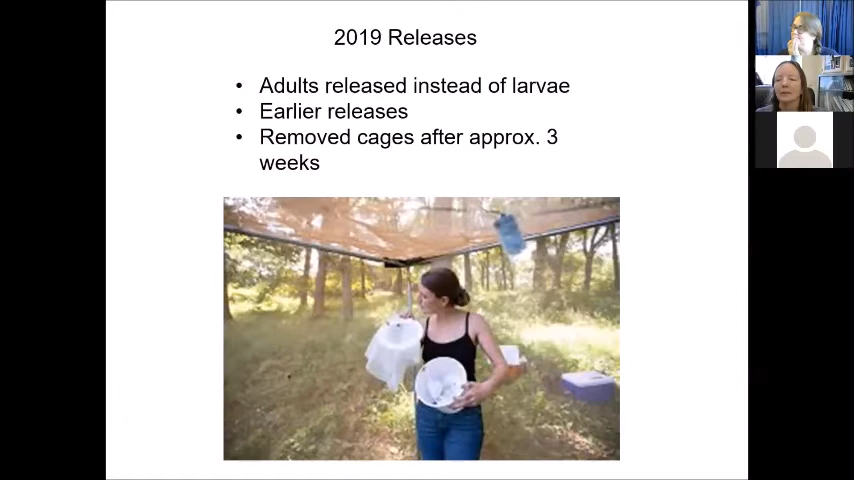 2019 Releases
• Adults released instead of larvae
• Earlier releases
• Removed cages after approx. 3
weeks